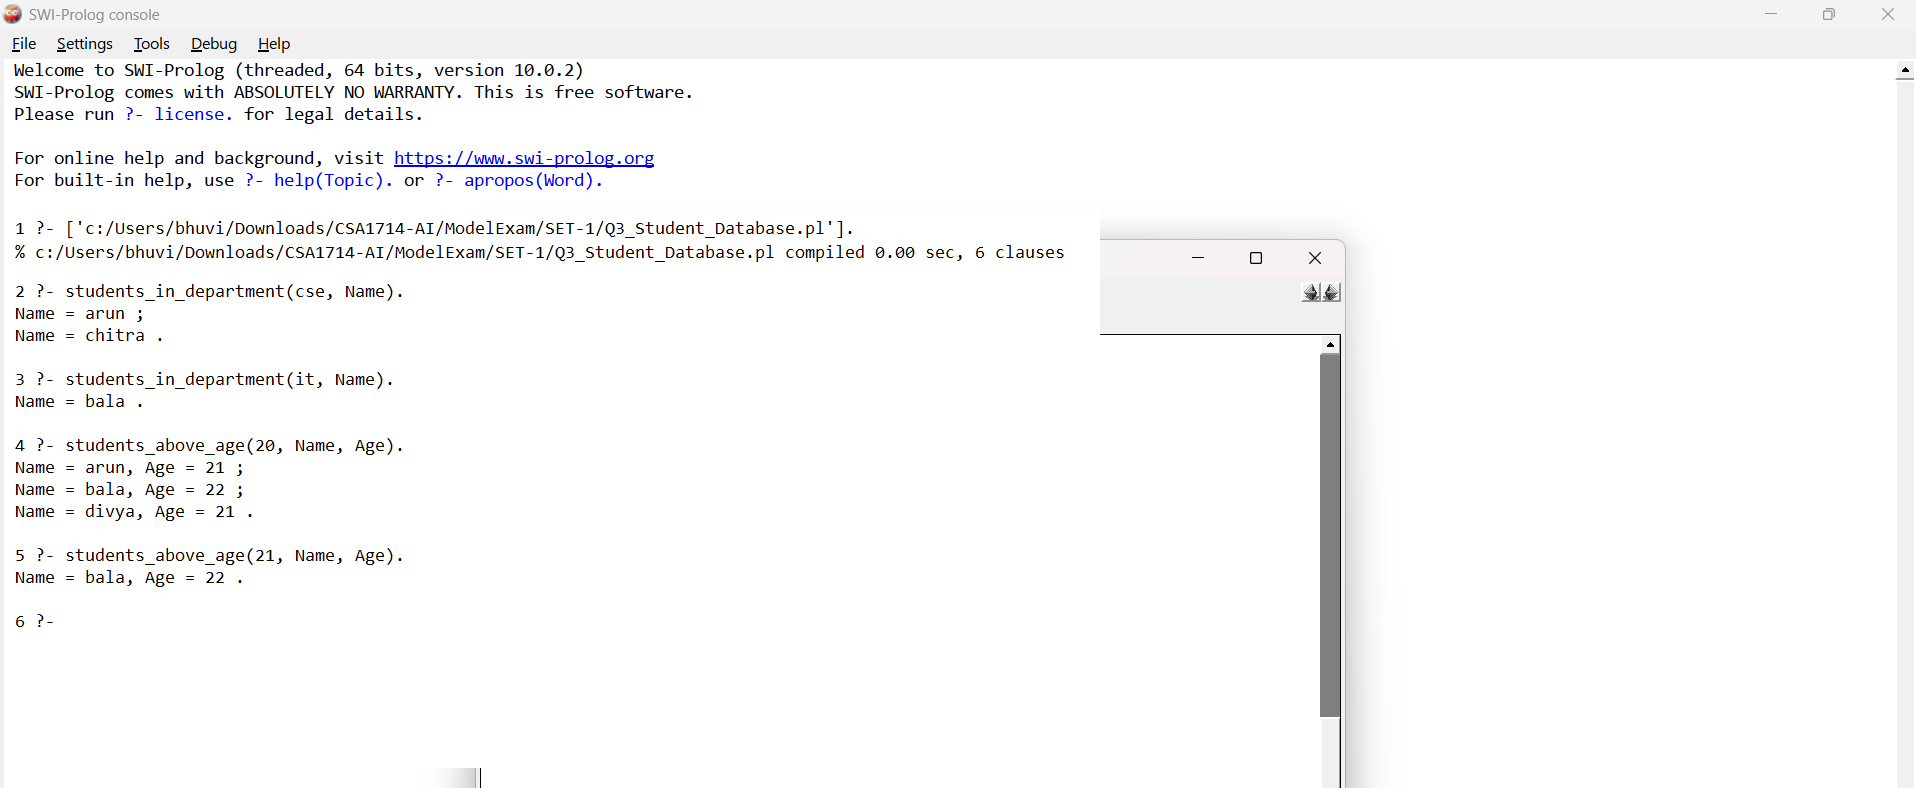 SWI-Prolog console
File Settings Tools Debug Help
Welcome to SWI-Prolog (threaded, 64 bits, version 10.0.2)
SWI-Prolog comes with ABSOLUTELY NO WARRANTY. This is free software.
Please run ?- license. for legal details.
For online help and background, visit https://www.swi-prolog.org
For built-in help, use ?- help(Topic). or ?- apropos(Word).
1 ?- ['c:/Users/bhuvi/Downloads/CSA1714-AI/ModelExam/SET-1/Q3_Student_Database.pl'].
% c:/Users/bhuvi/Downloads/CSA1714-AI/ModelExam/SET-1/Q3_Student_Database.pl compiled 0.00 sec, 6 clauses
2 ?- students_in_department(cse, Name).
Name = arun ;
Name = chitra .
3 ?- students_in_department(it, Name).
Name = bala .
4 ?- students_above_age(20, Name, Age).
Name = arun, Age = 21 ;
Name = bala, Age = 22 ;
Name = divya, Age = 21 .
5 ?- students_above_age(21, Name, Age).
Name = bala, Age = 22 .
6 ?-